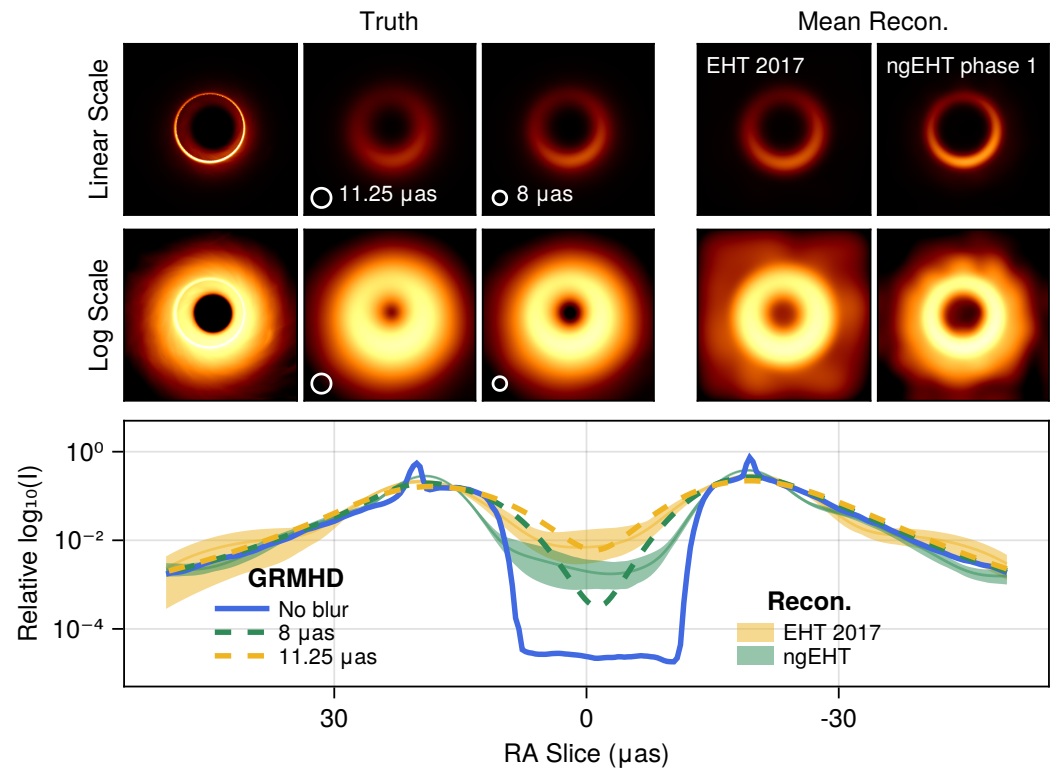 Truth
Mean Recon.
Linear Scale
EHT 2017
ngEHT phase 1
11.25 µas
8 µas
Log Scale
Relative log₁₀(I)
10⁰
10⁻²
10⁻⁴
GRMHD
No blur
8 µas
11.25 µas
Recon.
EHT 2017
ngEHT
30
0
-30
RA Slice (µas)